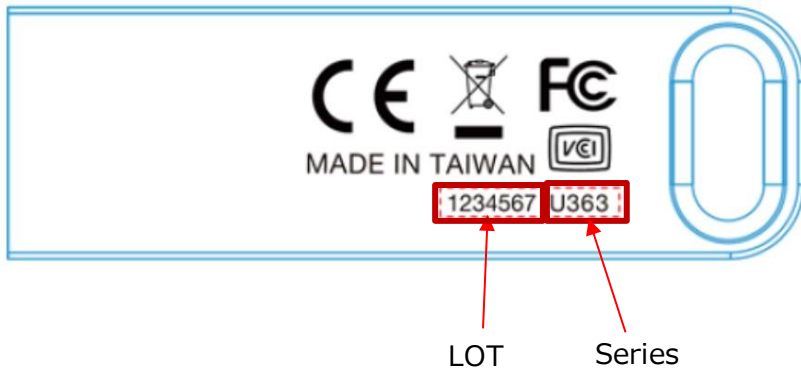 CE FC
VCI
MADE IN TAIWAN
1234567 U363
LOT Series